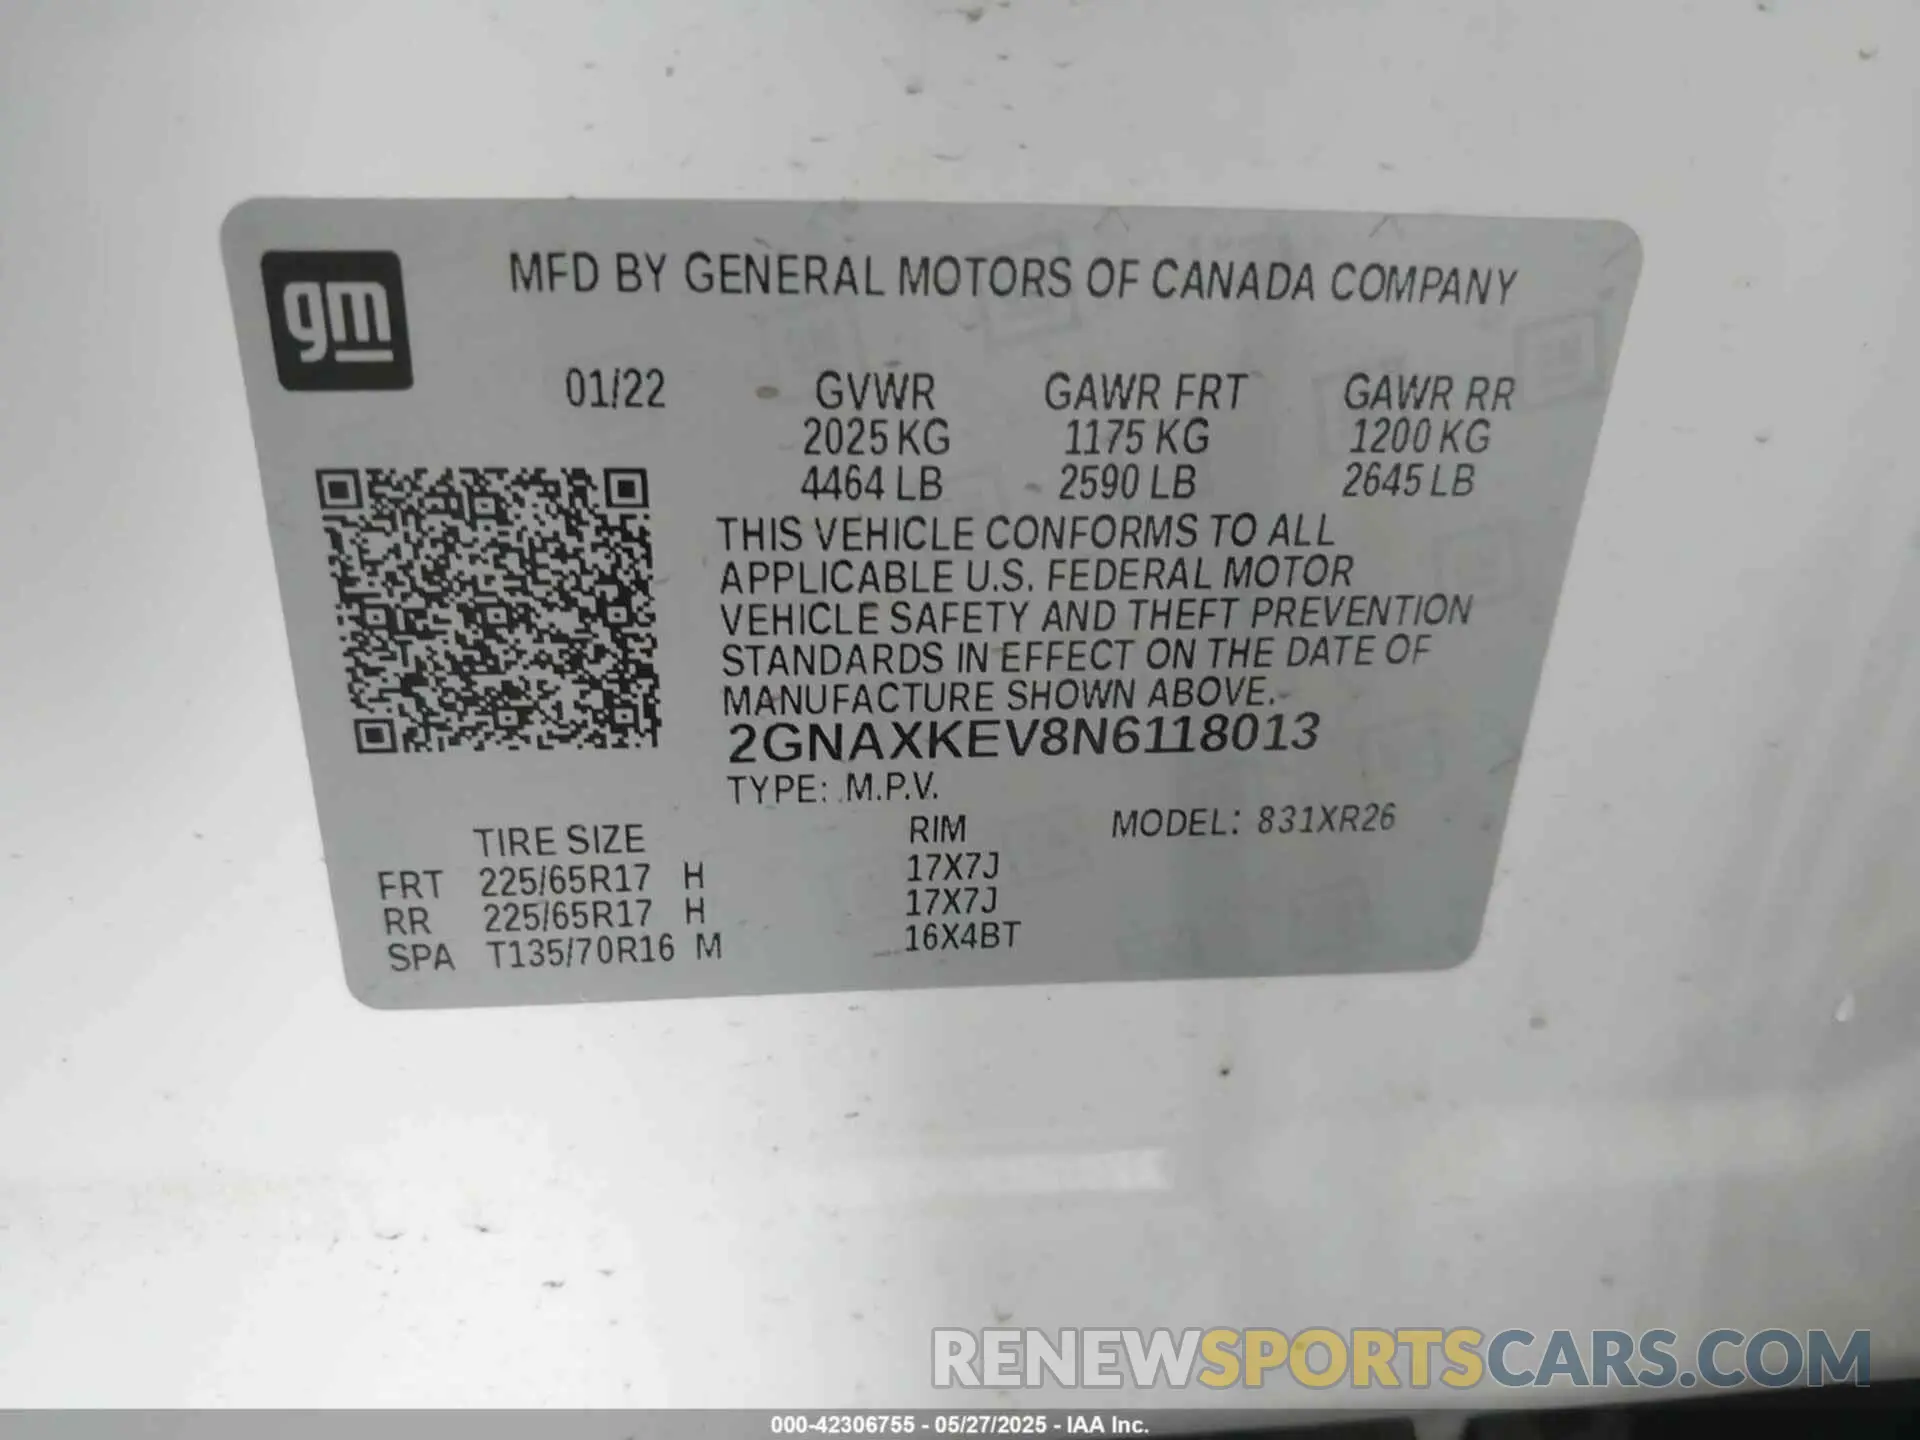 gm
MFD BY GENERAL MOTORS OF CANADA COMPANY
01/22 GVWR GAWR FRT GAWR RR
2025 KG 1175 KG 1200 KG
4464 LB 2590 LB 2645 LB
THIS VEHICLE CONFORMS TO ALL
APPLICABLE U.S. FEDERAL MOTOR
VEHICLE SAFETY AND THEFT PREVENTION
STANDARDS IN EFFECT ON THE DATE OF
MANUFACTURE SHOWN ABOVE.
2GNAXKEV8N6118013
TYPE: M.P.V.
TIRE SIZE RIM MODEL: 831XR26
FRT 225/65R17 H 17X7J
RR 225/65R17 H 17X7J
SPA T135/70R16 M 16X4BT
RENEWSPORTSCARS.COM
000-42306755 - 05/27/2025 - IAA Inc.